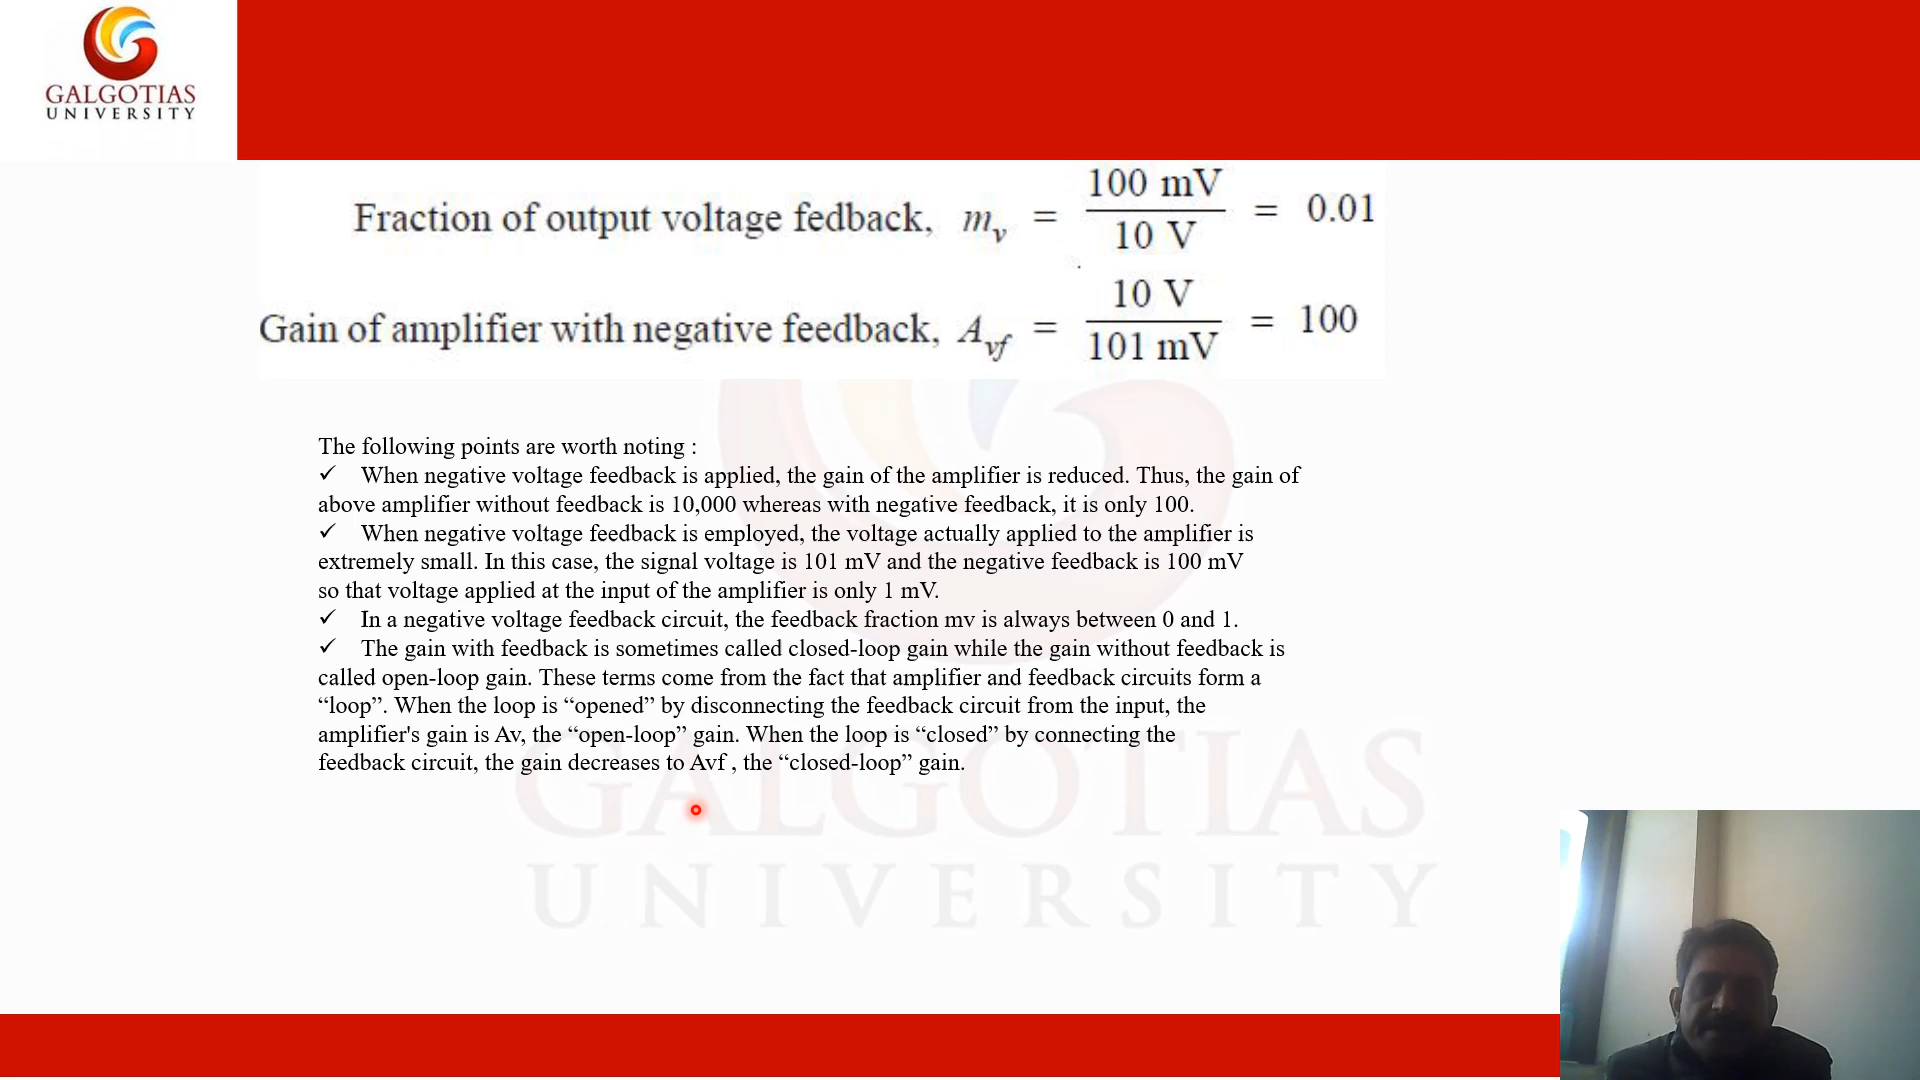 GALGOTIAS
UNIVERSITY
Fraction of output voltage fedback, mv = 100 mV / 10 V = 0.01
Gain of amplifier with negative feedback, Avf = 10 V / 101 mV = 100
The following points are worth noting :
✓ When negative voltage feedback is applied, the gain of the amplifier is reduced. Thus, the gain of
above amplifier without feedback is 10,000 whereas with negative feedback, it is only 100.
✓ When negative voltage feedback is employed, the voltage actually applied to the amplifier is
extremely small. In this case, the signal voltage is 101 mV and the negative feedback is 100 mV
so that voltage applied at the input of the amplifier is only 1 mV.
✓ In a negative voltage feedback circuit, the feedback fraction mv is always between 0 and 1.
✓ The gain with feedback is sometimes called closed-loop gain while the gain without feedback is
called open-loop gain. These terms come from the fact that amplifier and feedback circuits form a
“loop”. When the loop is “opened” by disconnecting the feedback circuit from the input, the
amplifier's gain is Av, the “open-loop” gain. When the loop is “closed” by connecting the
feedback circuit, the gain decreases to Avf , the “closed-loop” gain.
GALGOTIAS
UNIVERSITY